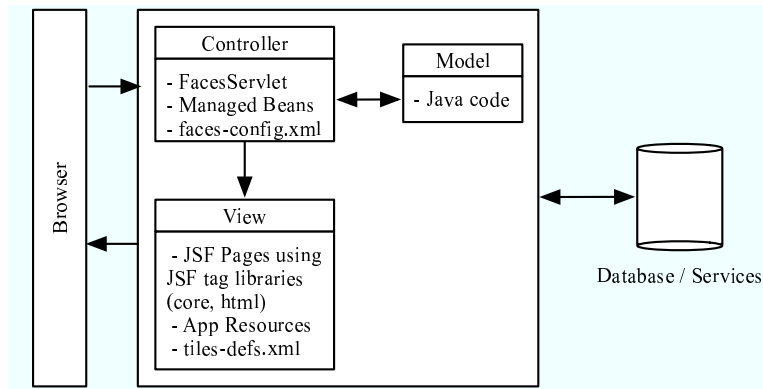 Browser
Controller
- FacesServlet
- Managed Beans
- faces-config.xml
Model
- Java code
View
- JSF Pages using
JSF tag libraries
(core, html)
- App Resources
- tiles-defs.xml
Database / Services